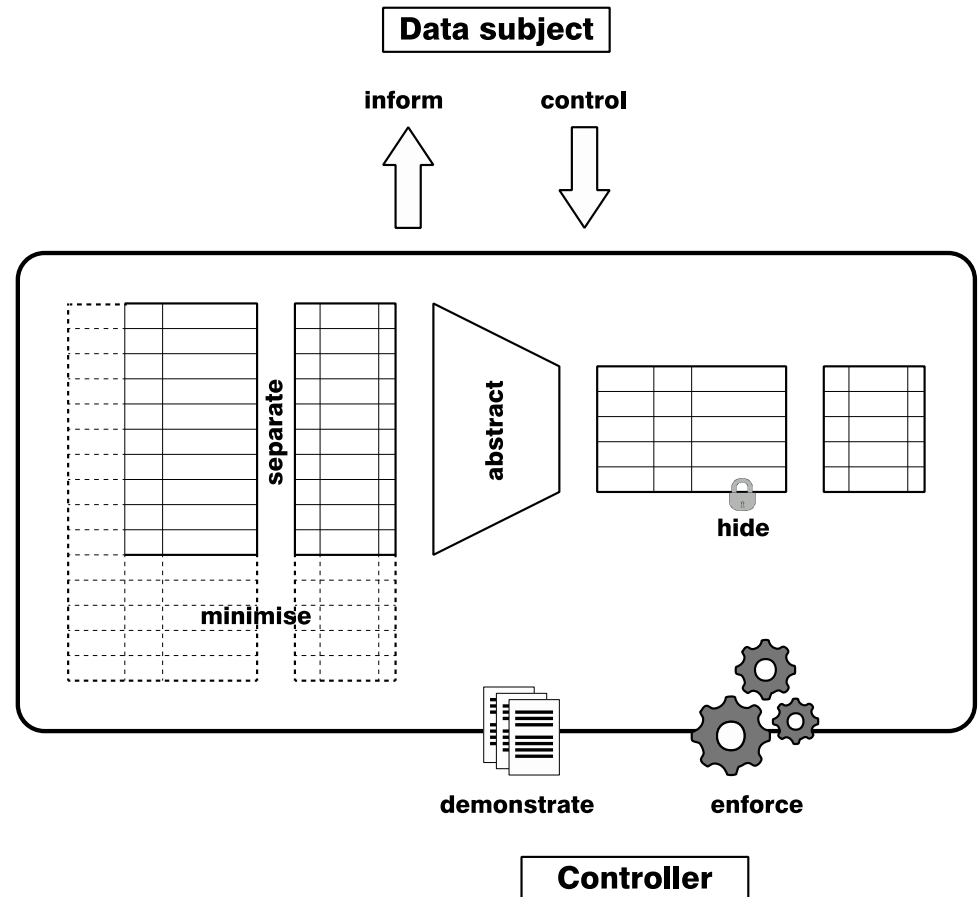 Data subject
inform
control
separate
abstract
hide
minimise
demonstrate
enforce
Controller